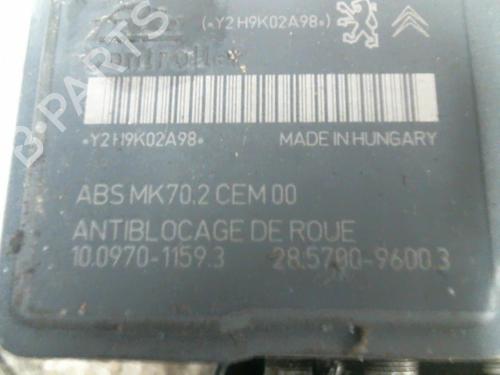 (*Y2H9K02A98*)
Controller
*Y2H9K02A98*
MADE IN HUNGARY
ABS MK70.2 CEM 00
ANTIBLOCAGE DE ROUE
10.0970-1159.3 28.5700-9600.3
B-PARTS